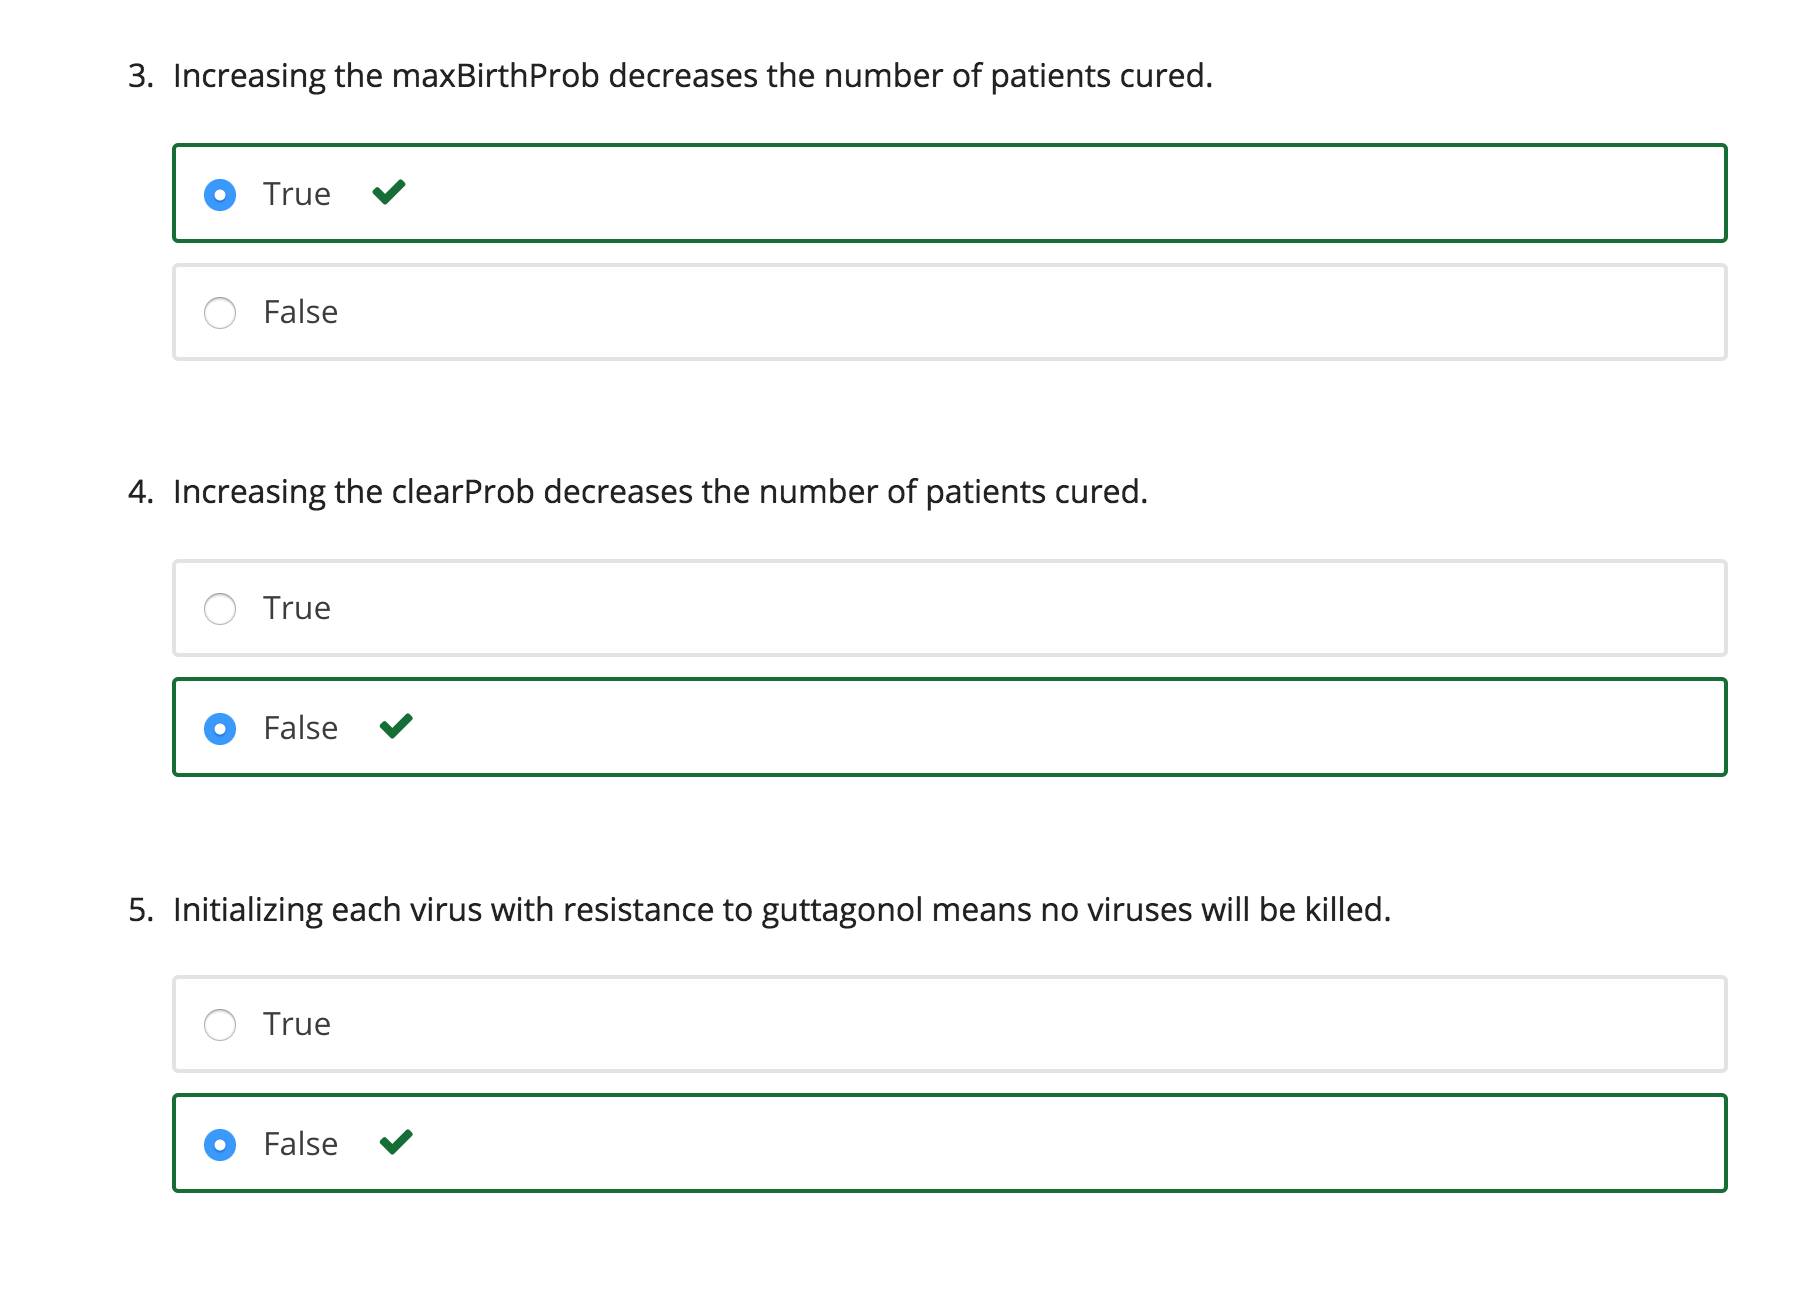 3. Increasing the maxBirthProb decreases the number of patients cured.
True
False
4. Increasing the clearProb decreases the number of patients cured.
True
False
5. Initializing each virus with resistance to guttagonol means no viruses will be killed.
True
False